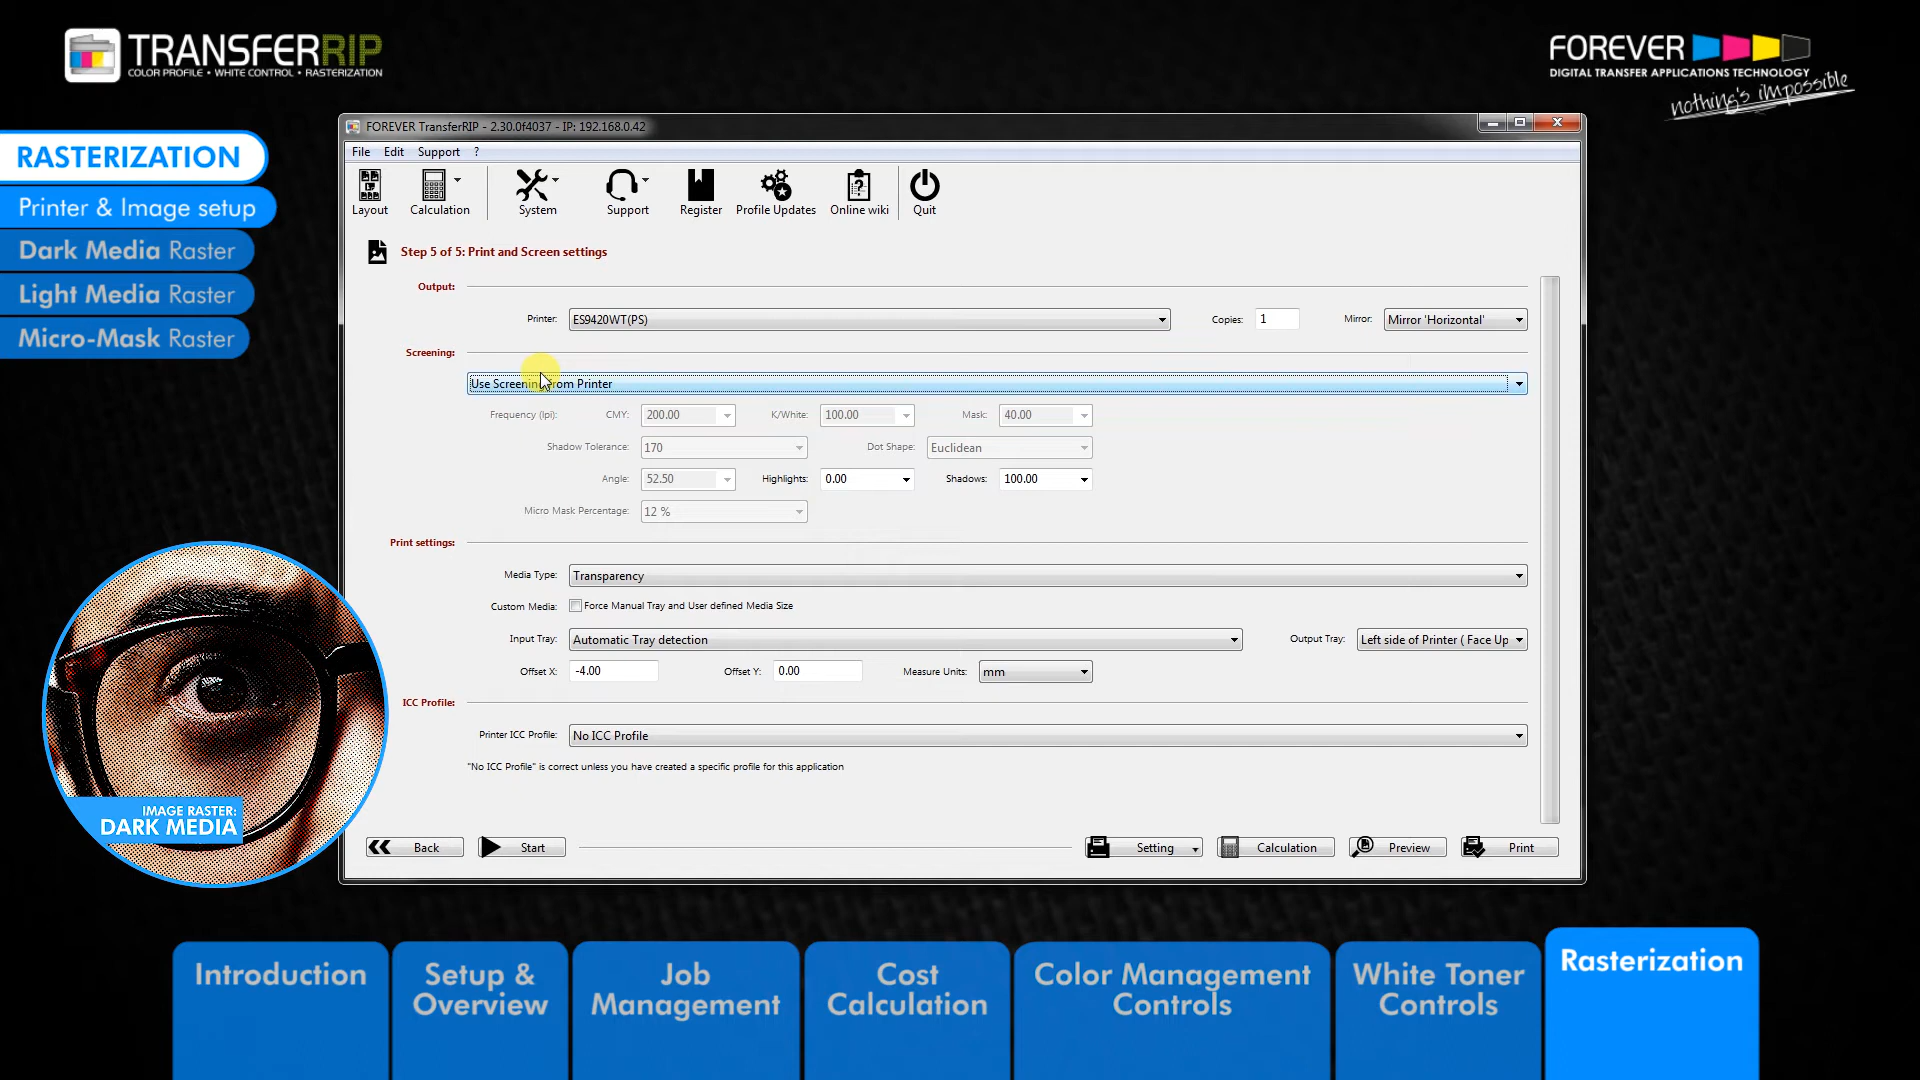 TRANSFERRIP
COLOR PROFILE • WHITE CONTROL • RASTERIZATION
FOREVER
DIGITAL TRANSFER APPLICATIONS TECHNOLOGY
nothing's impossible
RASTERIZATION
Printer & Image setup
Dark Media Raster
Light Media Raster
Micro-Mask Raster
FOREVER TransferRIP - 2.30.0f4037 - IP: 192.168.0.42
File Edit Support ?
Layout Calculation System Support Register Profile Updates Online wiki Quit
Step 5 of 5: Print and Screen settings
Output:
Printer: ES9420WT(PS) Copies: 1 Mirror: Mirror 'Horizontal'
Screening:
Use Screening from Printer
Frequency (lpi): CMY: 200.00 K/White: 100.00 Mask: 40.00
Shadow Tolerance: 170 Dot Shape: Euclidean
Angle: 52.50 Highlights: 0.00 Shadows: 100.00
Micro Mask Percentage: 12 %
Print settings:
Media Type: Transparency
Custom Media: Force Manual Tray and User defined Media Size
Input Tray: Automatic Tray detection Output Tray: Left side of Printer ( Face Up
Offset X: -4.00 Offset Y: 0.00 Measure Units: mm
ICC Profile:
Printer ICC Profile: No ICC Profile
"No ICC Profile" is correct unless you have created a specific profile for this application
Back Start Setting Calculation Preview Print
IMAGE RASTER:
DARK MEDIA
Introduction
Setup &
Overview
Job
Management
Cost
Calculation
Color Management
Controls
White Toner
Controls
Rasterization